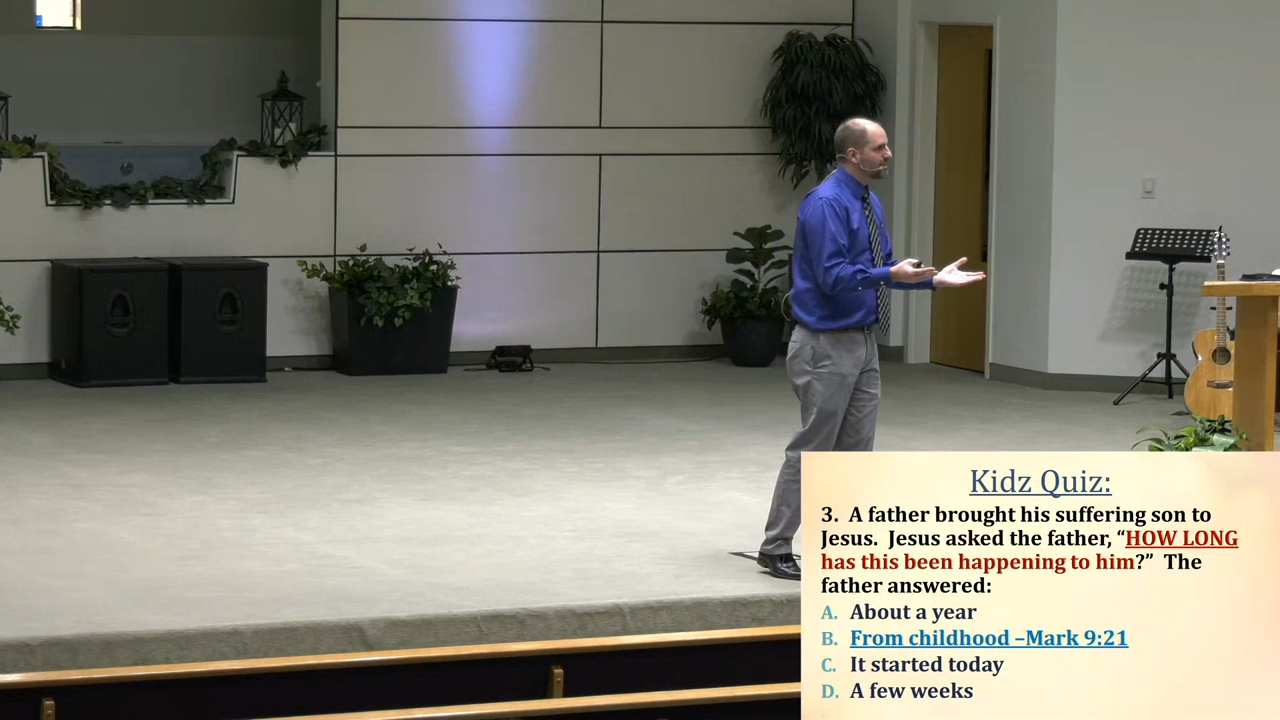 Kidz Quiz:
3. A father brought his suffering son to
Jesus. Jesus asked the father, “HOW LONG
has this been happening to him?” The
father answered:
A. About a year
B. From childhood –Mark 9:21
C. It started today
D. A few weeks